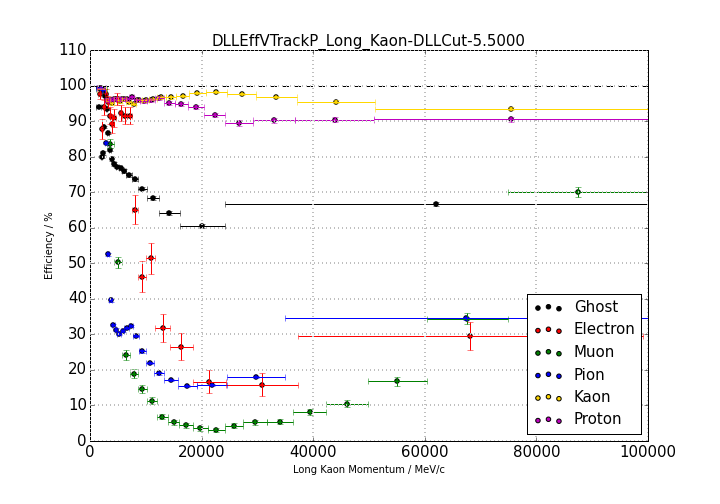 DLLEffVTrackP_Long_Kaon-DLLCut-5.5000
110
100
90
80
70
60
50
40
30
20
10
0
Efficiency / %
0 20000 40000 60000 80000 100000
Long Kaon Momentum / MeV/c
Ghost
Electron
Muon
Pion
Kaon
Proton